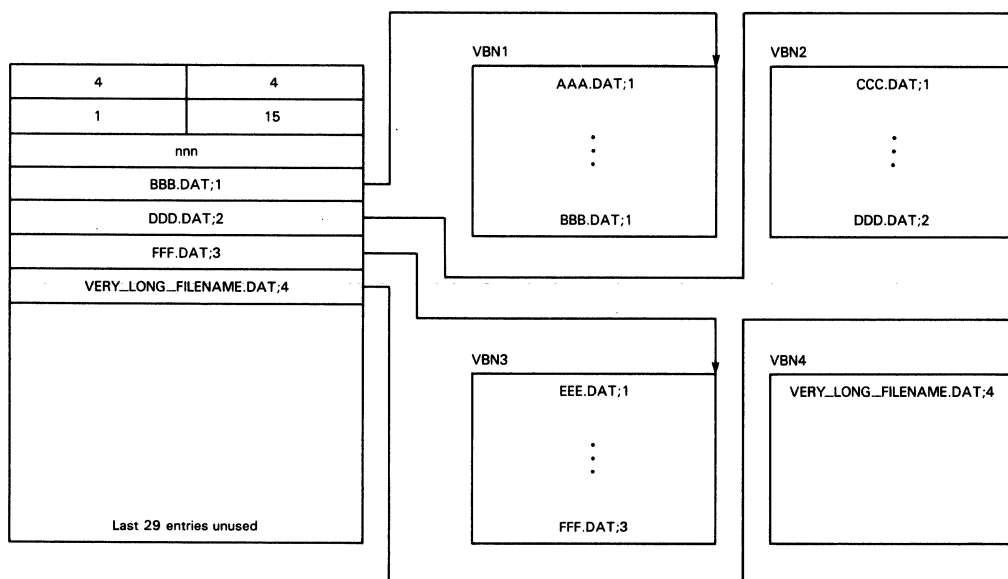 4 4
1 15
nnn
BBB.DAT;1
DDD.DAT;2
FFF.DAT;3
VERY_LONG_FILENAME.DAT;4
Last 29 entries unused
VBN1
AAA.DAT;1
BBB.DAT;1
VBN2
CCC.DAT;1
DDD.DAT;2
VBN3
EEE.DAT;1
FFF.DAT;3
VBN4
VERY_LONG_FILENAME.DAT;4